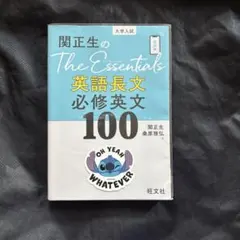 大学入試
関正生の
The Essentials
英語長文
必修英文
100
関正生
桑原雅弘
OH YEAH
WHATEVER
旺文社